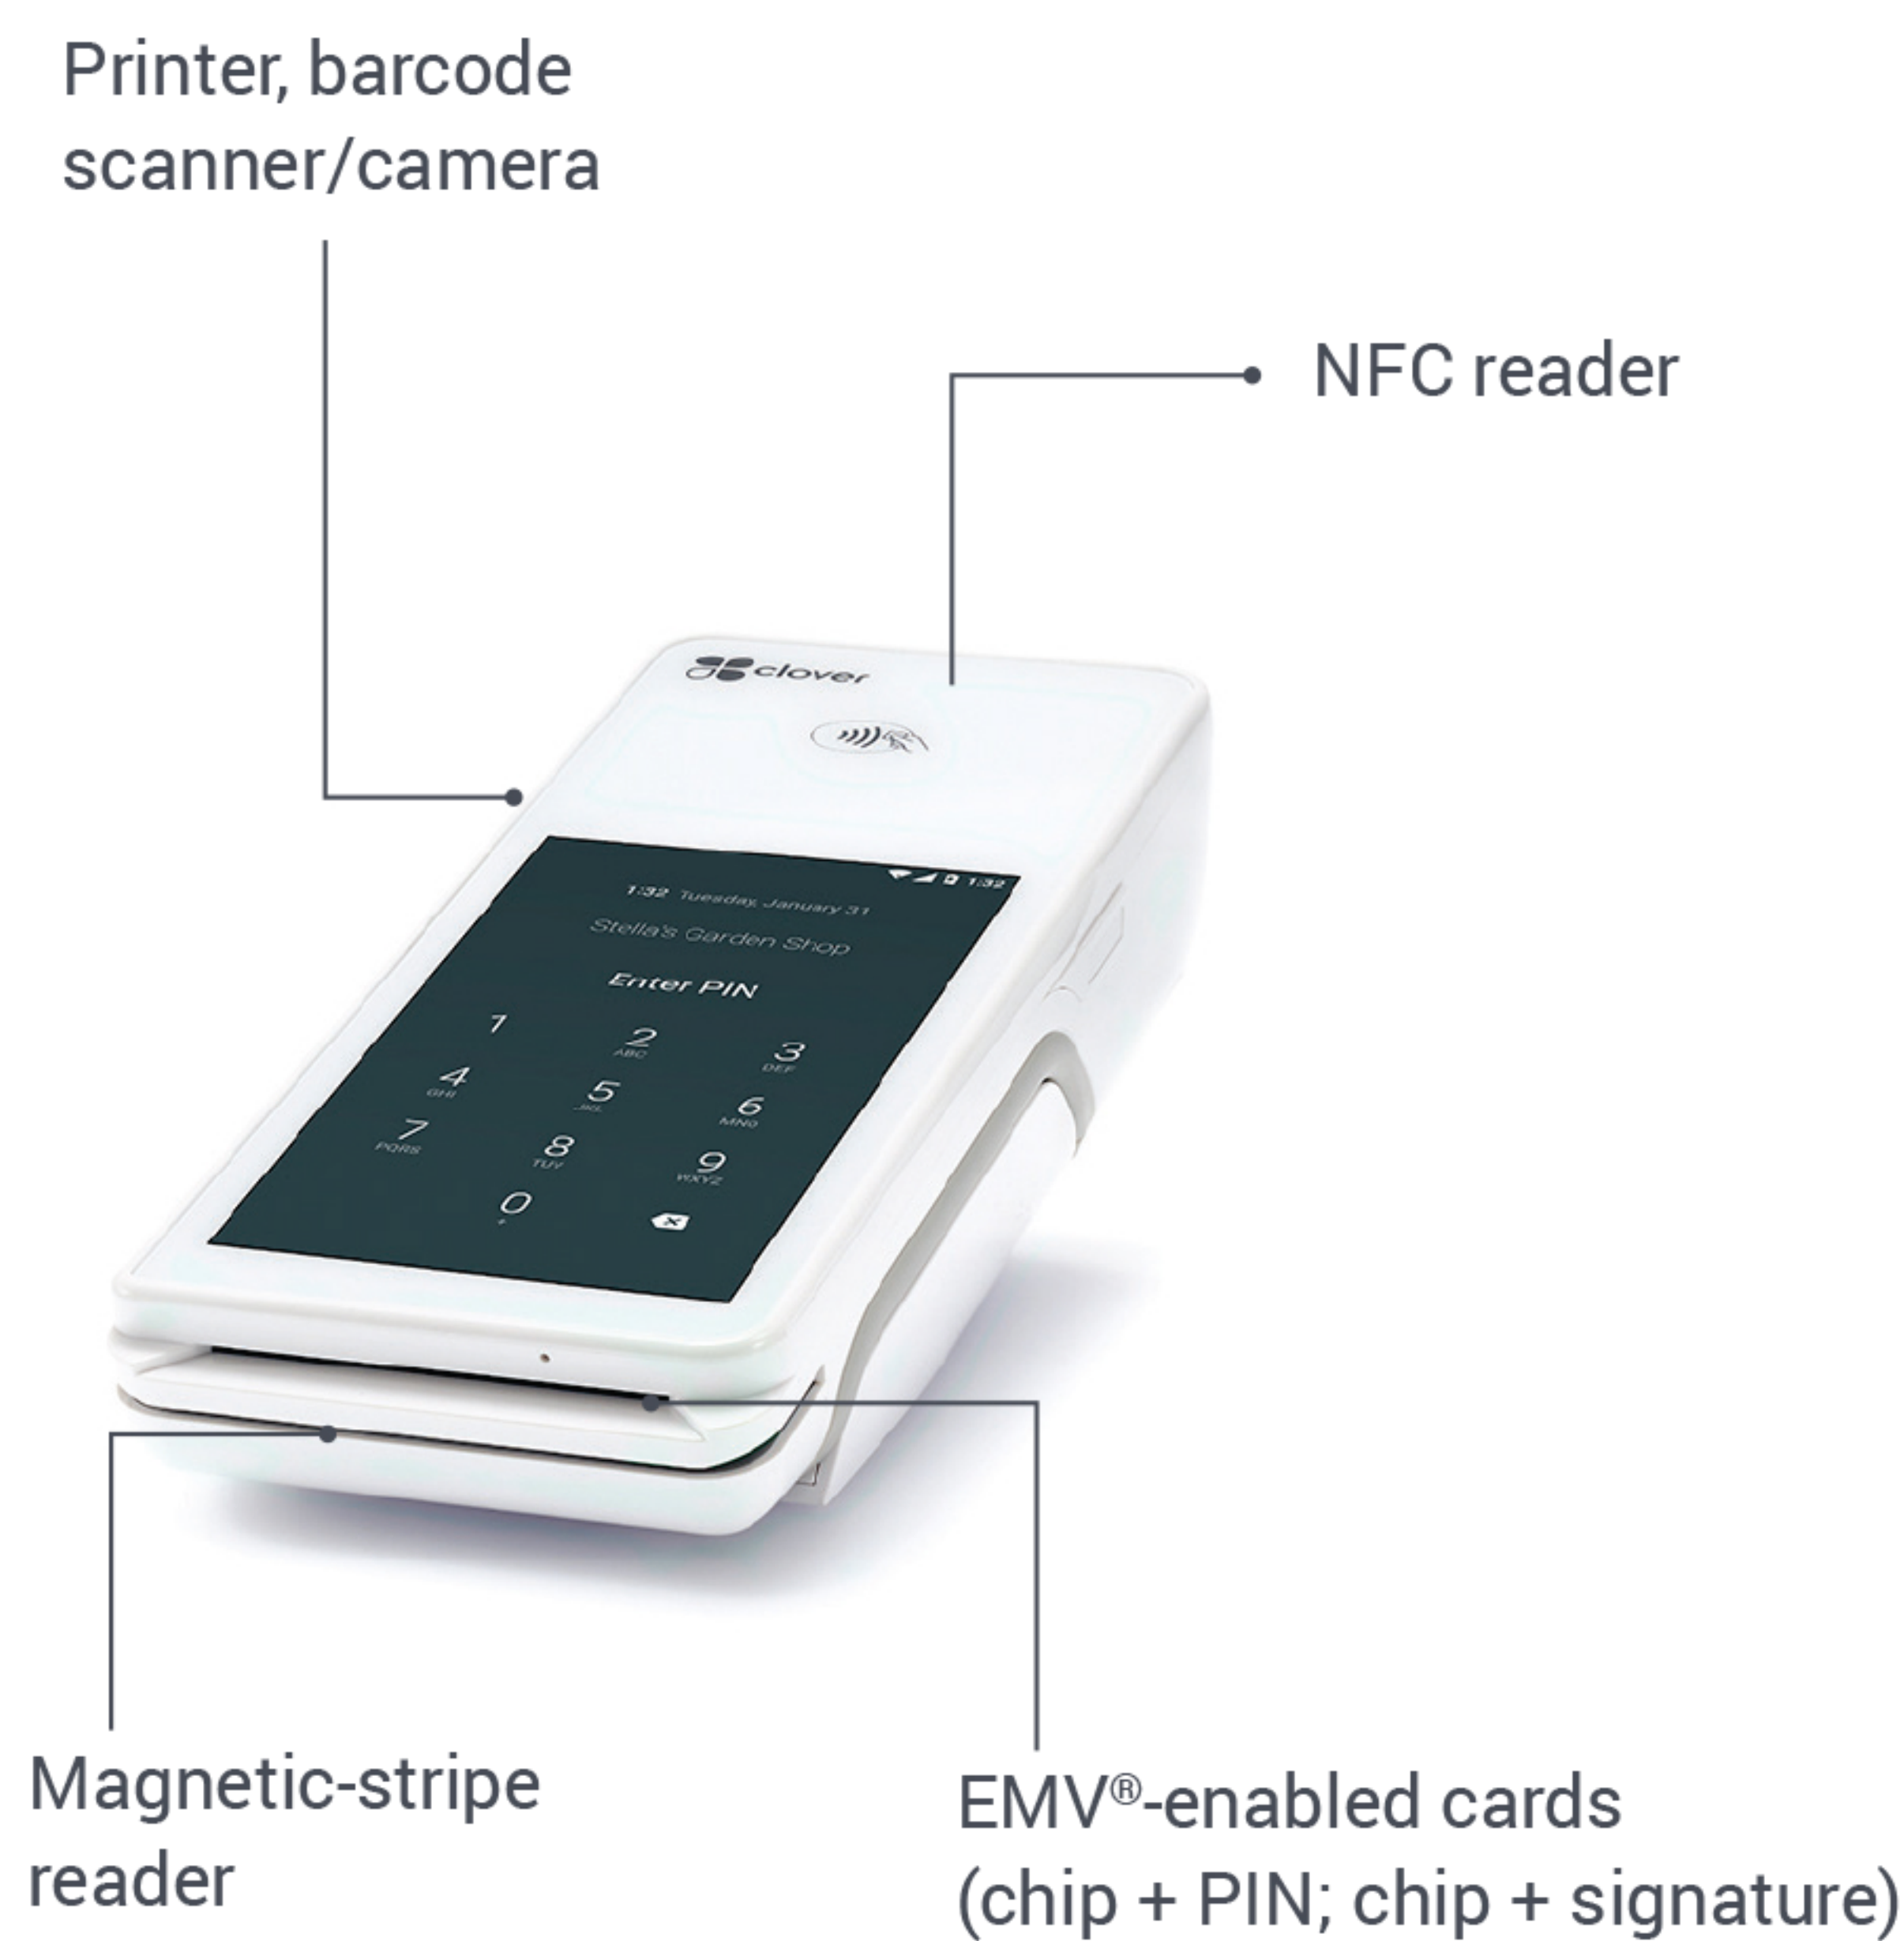 Printer, barcode
scanner/camera
NFC reader
clover
1:32
1:32 Tuesday, January 31
Stella's Garden Shop
Enter PIN
1
2
ABC
3
DEF
4
GHI
5
JKL
6
MNO
7
PQRS
8
TUV
9
WXYZ
0
+
Magnetic-stripe
reader
EMV®-enabled cards
(chip + PIN; chip + signature)